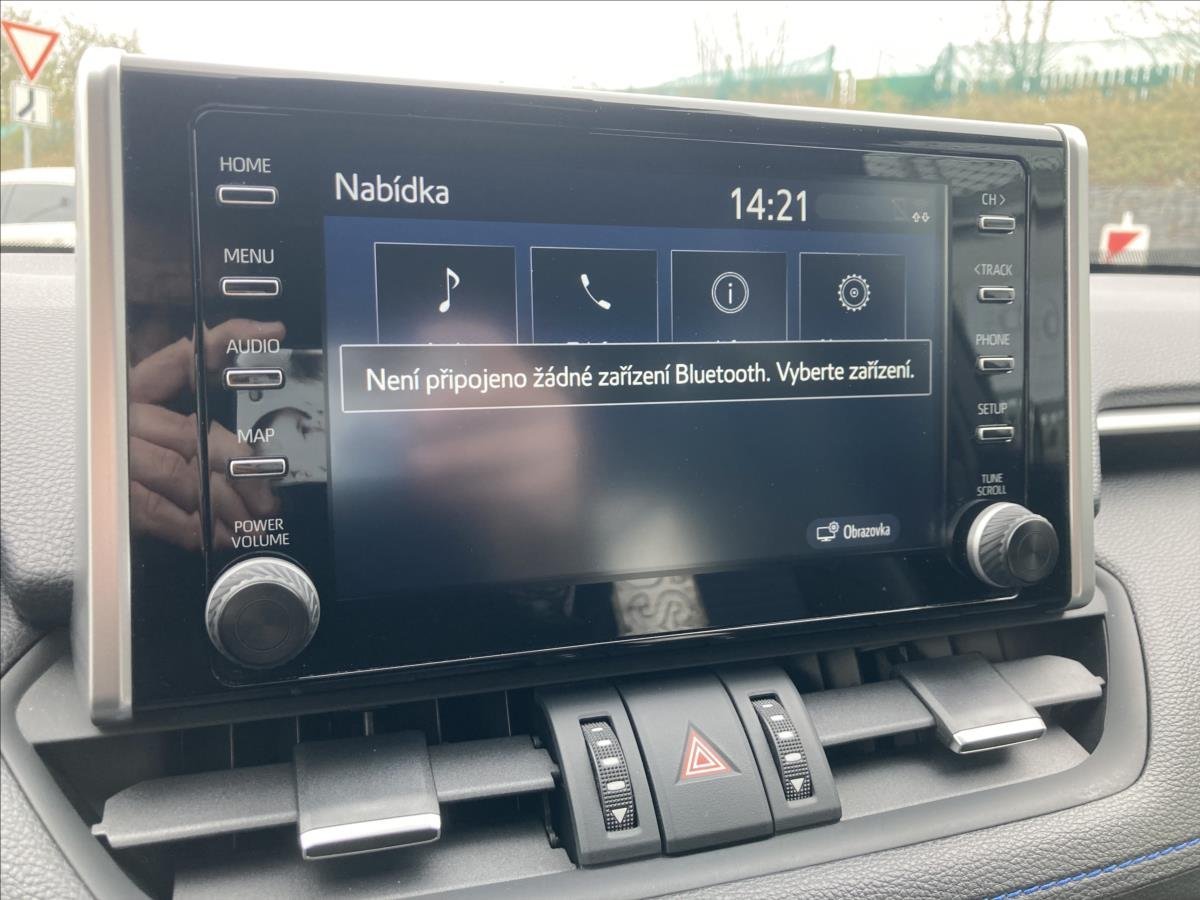 HOME
MENU
AUDIO
MAP
POWER
VOLUME
Nabídka
14:21
Není připojeno žádné zařízení Bluetooth. Vyberte zařízení.
Obrazovka
CH >
< TRACK
PHONE
SETUP
TUNE
SCROLL